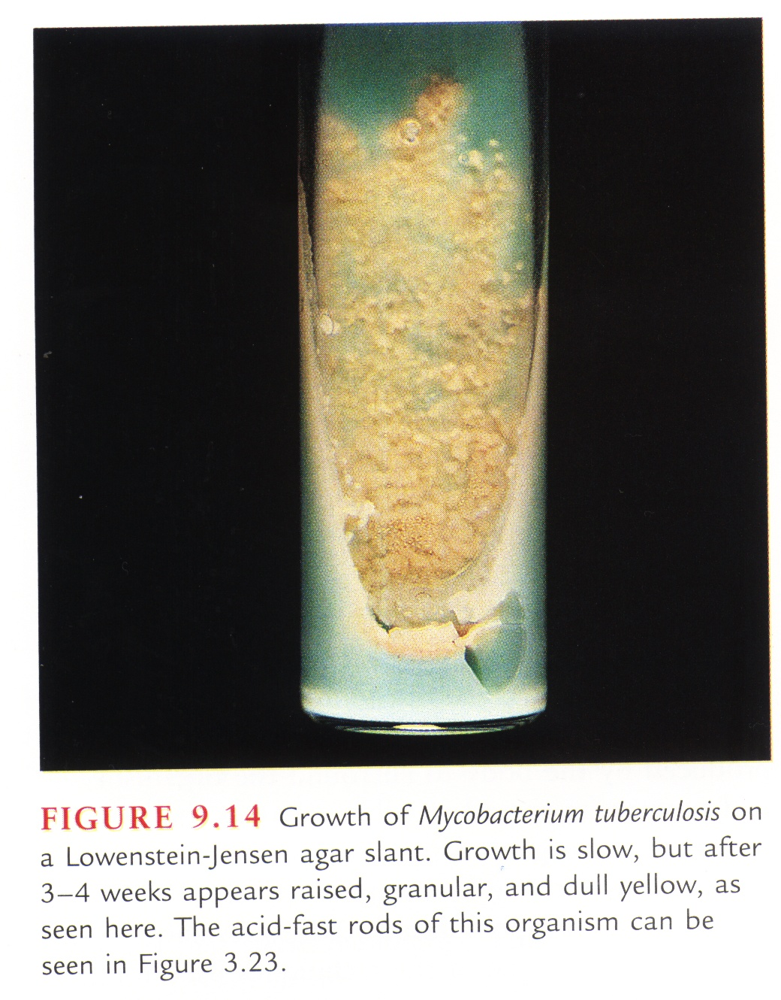 FIGURE 9.14 Growth of Mycobacterium tuberculosis on
a Lowenstein-Jensen agar slant. Growth is slow, but after
3–4 weeks appears raised, granular, and dull yellow, as
seen here. The acid-fast rods of this organism can be
seen in Figure 3.23.